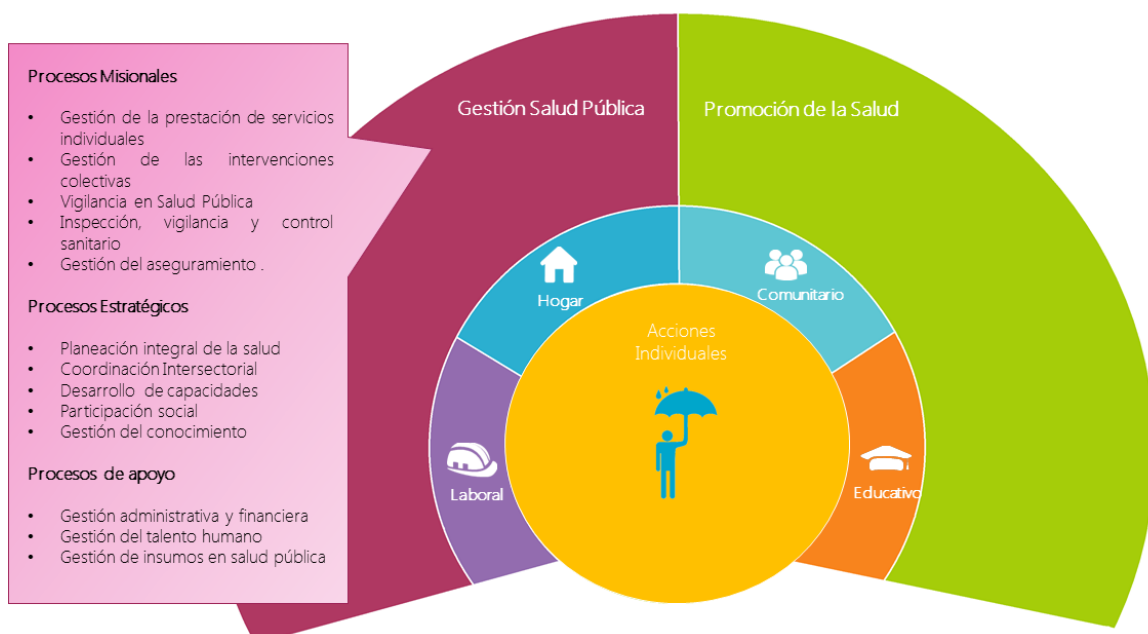 Procesos Misionales
• Gestión de la prestación de servicios
individuales
• Gestión de las intervenciones
colectivas
• Vigilancia en Salud Pública
• Inspección, vigilancia y control
sanitario
• Gestión del aseguramiento .
Procesos Estratégicos
• Planeación integral de la salud
• Coordinación Intersectorial
• Desarrollo de capacidades
• Participación social
• Gestión del conocimiento
Procesos de apoyo
• Gestión administrativa y financiera
• Gestión del talento humano
• Gestión de insumos en salud pública
Gestión Salud Pública
Promoción de la Salud
Hogar
Comunitario
Acciones
Individuales
Laboral
Educativo